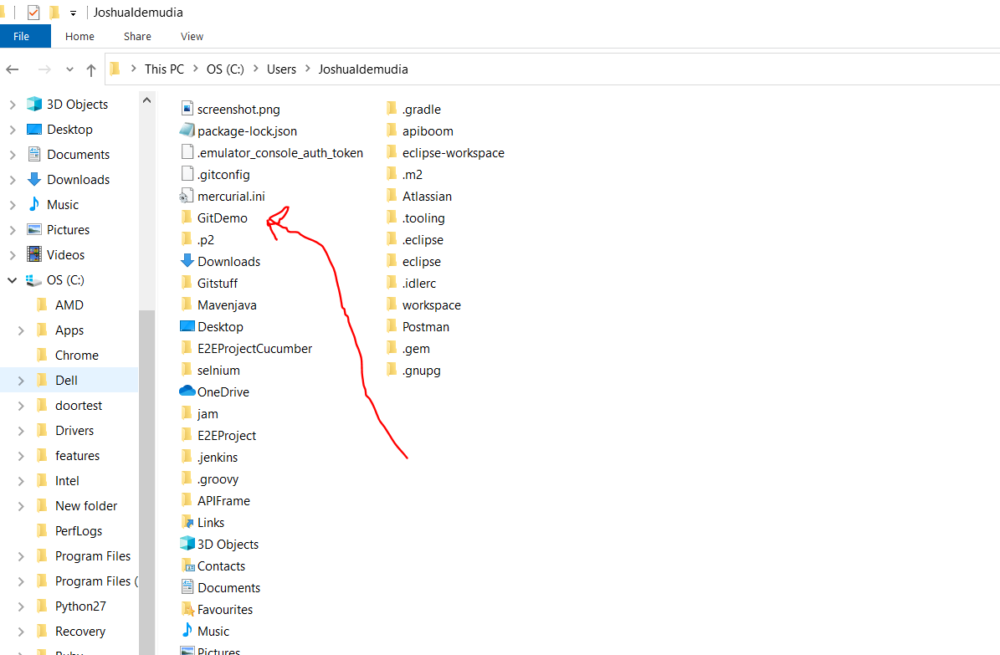 JoshuaIdemudia
File Home Share View
This PC OS (C:) Users JoshuaIdemudia
3D Objects
Desktop
Documents
Downloads
Music
Pictures
Videos
OS (C:)
AMD
Apps
Chrome
Dell
doortest
Drivers
features
Intel
New folder
PerfLogs
Program Files
Program Files (
Python27
Recovery
Ruby
screenshot.png
package-lock.json
.emulator_console_auth_token
.gitconfig
mercurial.ini
GitDemo
.p2
Downloads
Gitstuff
Mavenjava
Desktop
E2EProjectCucumber
selnium
OneDrive
jam
E2EProject
.jenkins
.groovy
APIFrame
Links
3D Objects
Contacts
Documents
Favourites
Music
Pictures
.gradle
apiboom
eclipse-workspace
.m2
Atlassian
.tooling
.eclipse
eclipse
.idlerc
workspace
Postman
.gem
.gnupg